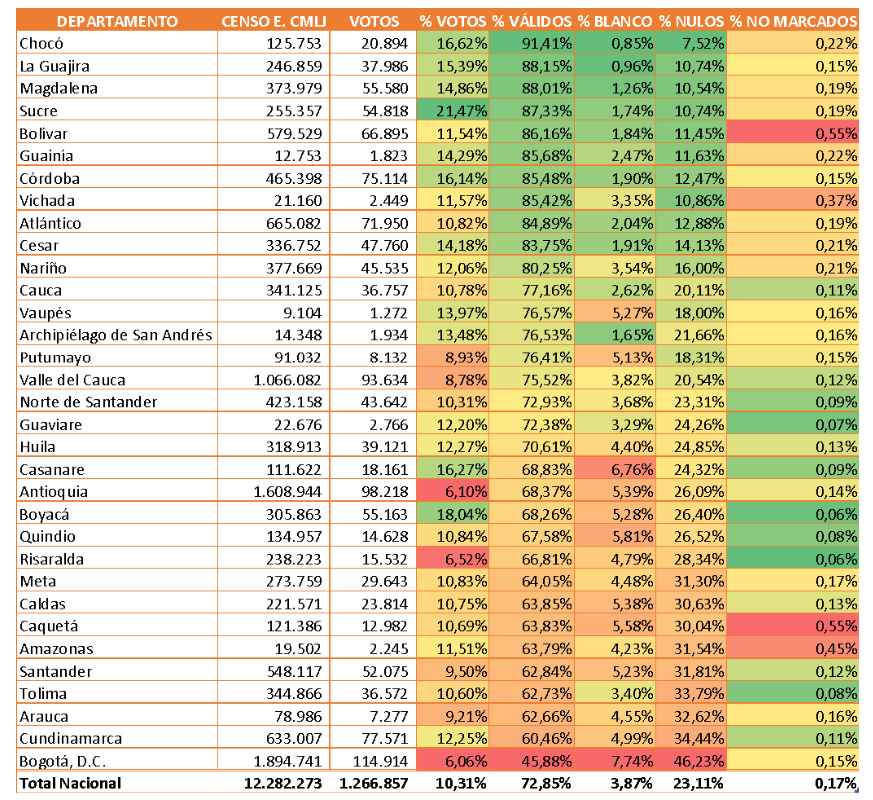 DEPARTAMENTO CENSO E. CMLJ VOTOS % VOTOS % VÁLIDOS % BLANCO % NULOS % NO MARCADOS
Chocó 125.753 20.894 16,62% 91,41% 0,85% 7,52% 0,22%
La Guajira 246.859 37.986 15,39% 88,15% 0,96% 10,74% 0,15%
Magdalena 373.979 55.580 14,86% 88,01% 1,26% 10,54% 0,19%
Sucre 255.357 54.818 21,47% 87,33% 1,74% 10,74% 0,19%
Bolivar 579.529 66.895 11,54% 86,16% 1,84% 11,45% 0,55%
Guainía 12.753 1.823 14,29% 85,68% 2,47% 11,63% 0,22%
Córdoba 465.398 75.114 16,14% 85,48% 1,90% 12,47% 0,15%
Vichada 21.160 2.449 11,57% 85,42% 3,35% 10,86% 0,37%
Atlántico 665.082 71.950 10,82% 84,89% 2,04% 12,88% 0,19%
Cesar 336.752 47.760 14,18% 83,75% 1,91% 14,13% 0,21%
Nariño 377.669 45.535 12,06% 80,25% 3,54% 16,00% 0,21%
Cauca 341.125 36.757 10,78% 77,16% 2,62% 20,11% 0,11%
Vaupés 9.104 1.272 13,97% 76,57% 5,27% 18,00% 0,16%
Archipiélago de San Andrés 14.348 1.934 13,48% 76,53% 1,65% 21,66% 0,16%
Putumayo 91.032 8.132 8,93% 76,41% 5,13% 18,31% 0,15%
Valle del Cauca 1.066.082 93.634 8,78% 75,52% 3,82% 20,54% 0,12%
Norte de Santander 423.158 43.642 10,31% 72,93% 3,68% 23,31% 0,09%
Guaviare 22.676 2.766 12,20% 72,38% 3,29% 24,26% 0,07%
Huila 318.913 39.121 12,27% 70,61% 4,40% 24,85% 0,13%
Casanare 111.622 18.161 16,27% 68,83% 6,76% 24,32% 0,09%
Antioquia 1.608.944 98.218 6,10% 68,37% 5,39% 26,09% 0,14%
Boyacá 305.863 55.163 18,04% 68,26% 5,28% 26,40% 0,06%
Quindio 134.957 14.628 10,84% 67,58% 5,81% 26,52% 0,08%
Risaralda 238.223 15.532 6,52% 66,81% 4,79% 28,34% 0,06%
Meta 273.759 29.643 10,83% 64,05% 4,48% 31,30% 0,17%
Caldas 221.571 23.814 10,75% 63,85% 5,38% 30,63% 0,13%
Caquetá 121.386 12.982 10,69% 63,83% 5,58% 30,04% 0,55%
Amazonas 19.502 2.245 11,51% 63,79% 4,23% 31,54% 0,45%
Santander 548.117 52.075 9,50% 62,84% 5,23% 31,81% 0,12%
Tolima 344.866 36.572 10,60% 62,73% 3,40% 33,79% 0,08%
Arauca 78.986 7.277 9,21% 62,66% 4,55% 32,62% 0,16%
Cundinamarca 633.007 77.571 12,25% 60,46% 4,99% 34,44% 0,11%
Bogotá, D.C. 1.894.741 114.914 6,06% 45,88% 7,74% 46,23% 0,15%
Total Nacional 12.282.273 1.266.857 10,31% 72,85% 3,87% 23,11% 0,17%